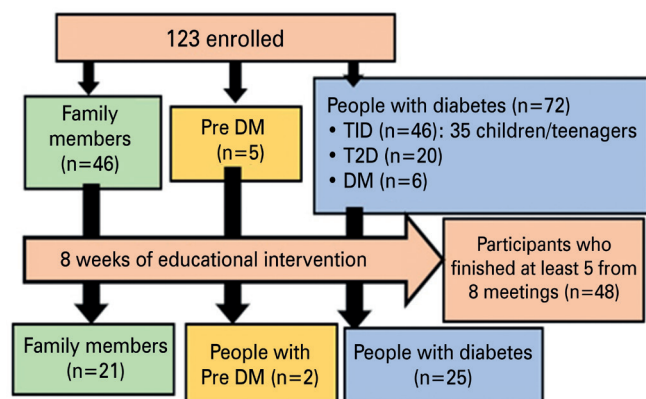 123 enrolled
Family
members
(n=46)
Pre DM
(n=5)
People with diabetes (n=72)
• TID (n=46): 35 children/teenagers
• T2D (n=20)
• DM (n=6)
8 weeks of educational intervention
Participants who
finished at least 5 from
8 meetings (n=48)
Family members
(n=21)
People with
Pre DM (n=2)
People with diabetes
(n=25)